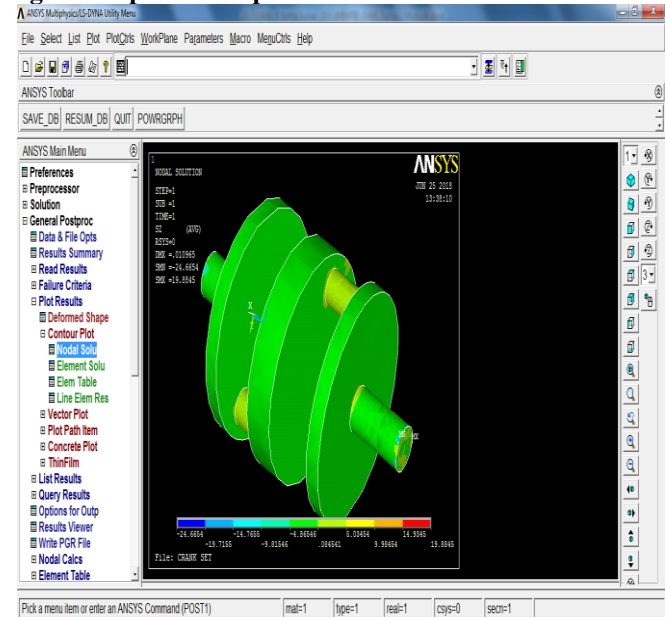 ANSYS Multiphysics/LS-DYNA Utility Menu
File Select List Plot PlotCtrls WorkPlane Parameters Macro MenuCtrls Help
ANSYS Toolbar
SAVE_DB RESUM_DB QUIT POWRGRPH
ANSYS Main Menu
Preferences
Preprocessor
Solution
General Postproc
Data & File Opts
Results Summary
Read Results
Failure Criteria
Plot Results
Deformed Shape
Contour Plot
Nodal Solu
Element Solu
Elem Table
Line Elem Res
Vector Plot
Plot Path Item
Concrete Plot
ThinFilm
List Results
Query Results
Options for Outp
Results Viewer
Write PGR File
Nodal Calcs
Element Table
1
NODAL SOLUTION
STEP=1
SUB =1
TIME=1
SZ (AVG)
RSYS=0
DMX =.010965
SMN =-24.6654
SMX =19.8845
ANSYS
JUN 25 2018
13:38:10
X
MX
-24.6654 -14.7655 -4.86546 5.03454 14.9345
-19.7155 -9.81546 .084541 9.98454 19.8845
File: CRANK SET
1
3
Pick a menu item or enter an ANSYS Command (POST1) mat=1 type=1 real=1 csys=0 secn=1